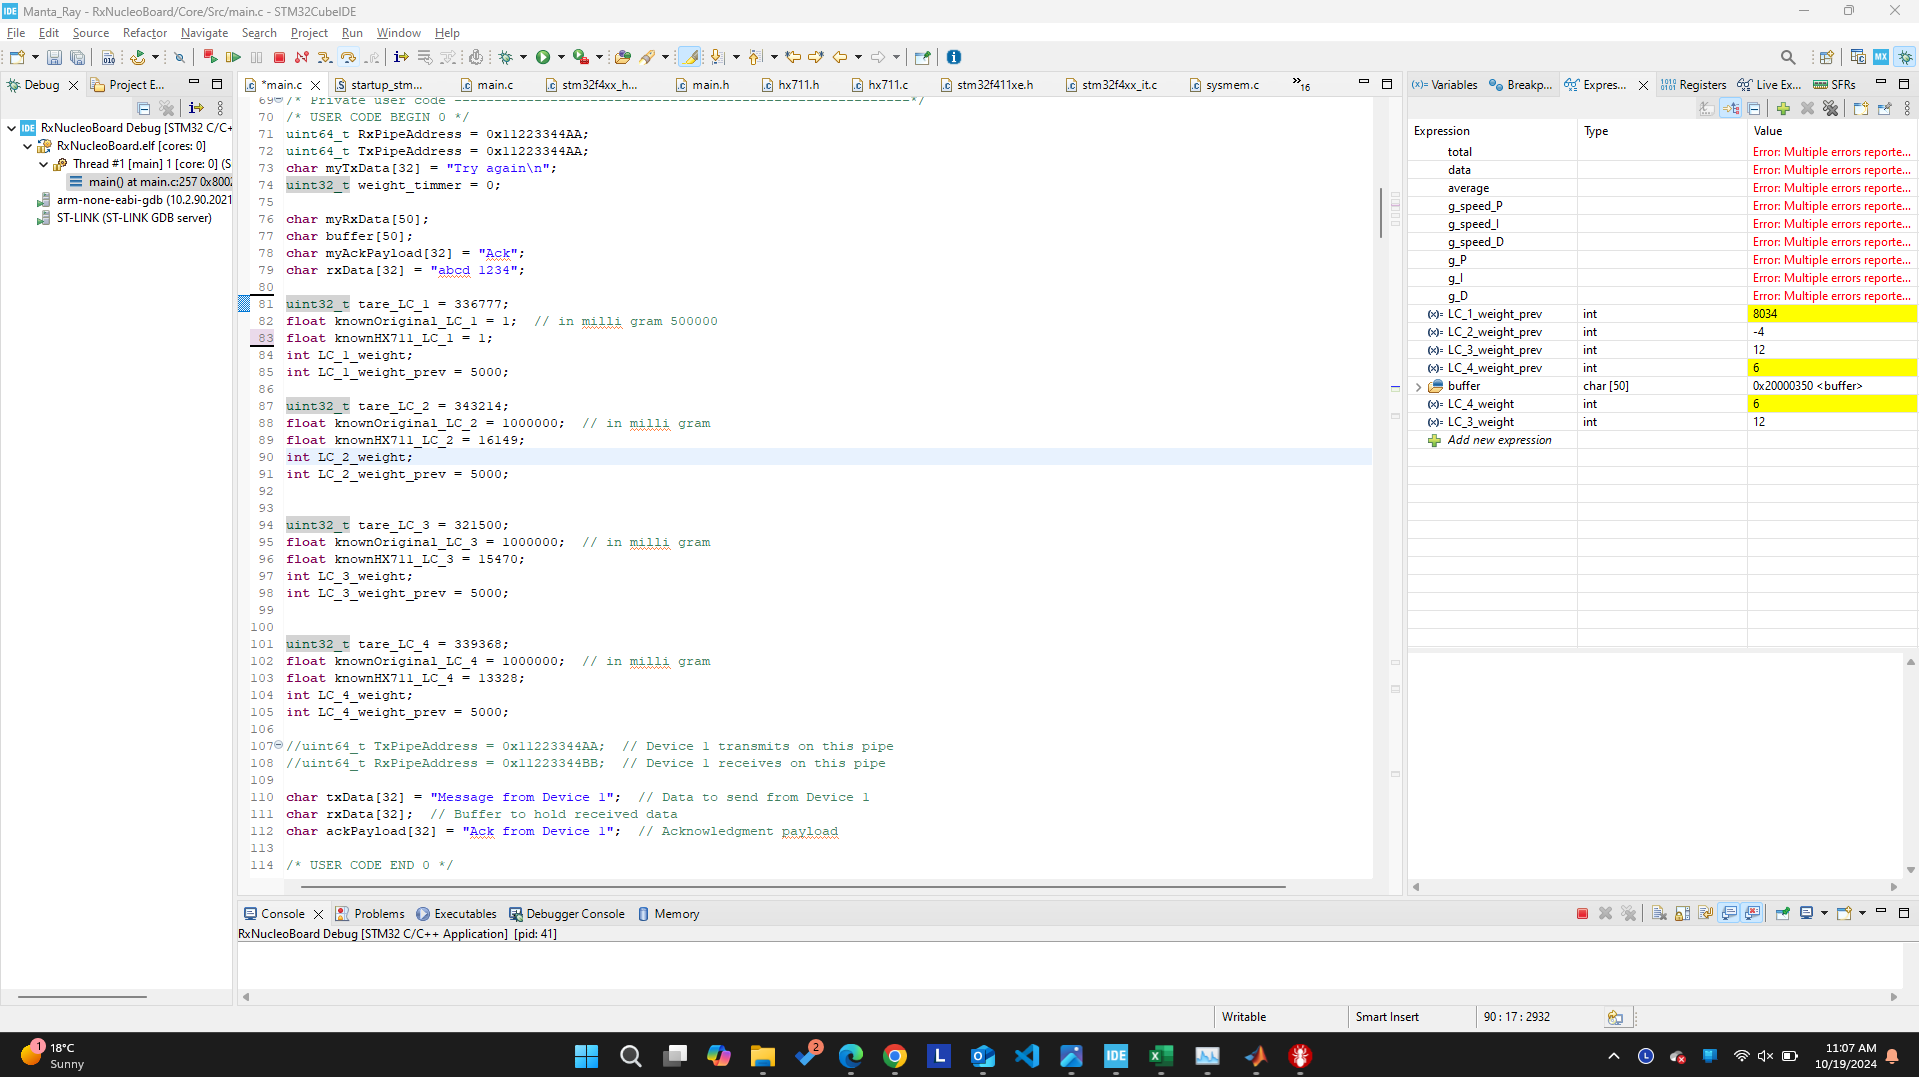 IDE Manta_Ray - RxNucleoBoard/Core/Src/main.c - STM32CubeIDE
File Edit Source Refactor Navigate Search Project Run Window Help
Debug Project E...
RxNucleoBoard Debug [STM32 C/C+
RxNucleoBoard.elf [cores: 0]
Thread #1 [main] 1 [core: 0] (S
main() at main.c:257 0x800
arm-none-eabi-gdb (10.2.90.2021
ST-LINK (ST-LINK GDB server)
*main.c startup_stm... main.c stm32f4xx_h... main.h hx711.h hx711.c stm32f411xe.h stm32f4xx_it.c sysmem.c »16
69 /* Private user code ---------------------------------------------------------*/
70 /* USER CODE BEGIN 0 */
71 uint64_t RxPipeAddress = 0x11223344AA;
72 uint64_t TxPipeAddress = 0x11223344AA;
73 char myTxData[32] = "Try again\n";
74 uint32_t weight_timmer = 0;
75
76 char myRxData[50];
77 char buffer[50];
78 char myAckPayload[32] = "Ack";
79 char rxData[32] = "abcd 1234";
80
81 uint32_t tare_LC_1 = 336777;
82 float knownOriginal_LC_1 = 1;  // in milli gram 500000
83 float knownHX711_LC_1 = 1;
84 int LC_1_weight;
85 int LC_1_weight_prev = 5000;
86
87 uint32_t tare_LC_2 = 343214;
88 float knownOriginal_LC_2 = 1000000;  // in milli gram
89 float knownHX711_LC_2 = 16149;
90 int LC_2_weight;
91 int LC_2_weight_prev = 5000;
92
93
94 uint32_t tare_LC_3 = 321500;
95 float knownOriginal_LC_3 = 1000000;  // in milli gram
96 float knownHX711_LC_3 = 15470;
97 int LC_3_weight;
98 int LC_3_weight_prev = 5000;
99
100
101 uint32_t tare_LC_4 = 339368;
102 float knownOriginal_LC_4 = 1000000;  // in milli gram
103 float knownHX711_LC_4 = 13328;
104 int LC_4_weight;
105 int LC_4_weight_prev = 5000;
106
107 //uint64_t TxPipeAddress = 0x11223344AA;  // Device 1 transmits on this pipe
108 //uint64_t RxPipeAddress = 0x11223344BB;  // Device 1 receives on this pipe
109
110 char txData[32] = "Message from Device 1";  // Data to send from Device 1
111 char rxData[32];  // Buffer to hold received data
112 char ackPayload[32] = "Ack from Device 1";  // Acknowledgment payload
113
114 /* USER CODE END 0 */
(x)= Variables Breakp... Expres... Registers Live Ex... SFRs
Expression Type Value
total Error: Multiple errors reporte...
data Error: Multiple errors reporte...
average Error: Multiple errors reporte...
g_speed_P Error: Multiple errors reporte...
g_speed_I Error: Multiple errors reporte...
g_speed_D Error: Multiple errors reporte...
g_P Error: Multiple errors reporte...
g_I Error: Multiple errors reporte...
g_D Error: Multiple errors reporte...
(x)= LC_1_weight_prev int 8034
(x)= LC_2_weight_prev int -4
(x)= LC_3_weight_prev int 12
(x)= LC_4_weight_prev int 6
buffer char [50] 0x20000350 <buffer>
(x)= LC_4_weight int 6
(x)= LC_3_weight int 12
Add new expression
Console Problems Executables Debugger Console Memory
RxNucleoBoard Debug [STM32 C/C++ Application]  [pid: 41]
Writable Smart Insert 90 : 17 : 2932
1 18°C
Sunny
2
L
IDE
11:07 AM
10/19/2024